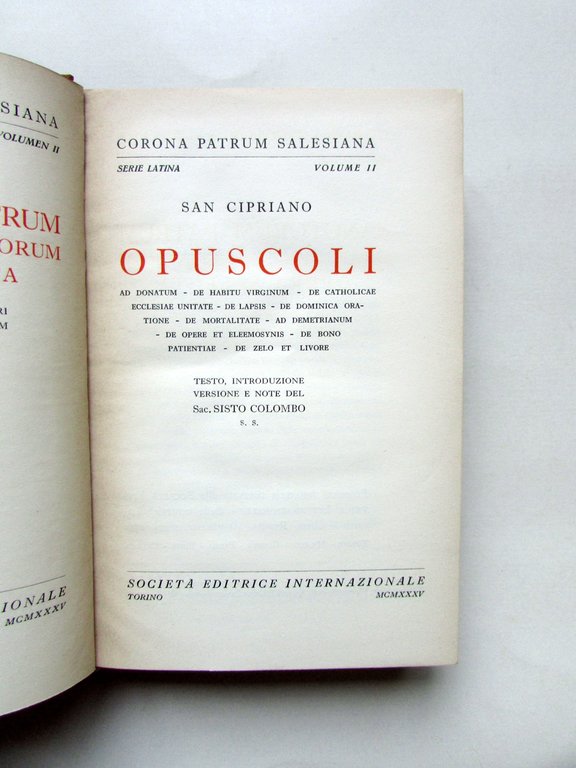 SIANA
VOLUMEN II
TRUM
ORUM
A
RI
M
IONALE
MCMXXXV
CORONA PATRUM SALESIANA
SERIE LATINA VOLUME II
SAN CIPRIANO
OPUSCOLI
AD DONATUM - DE HABITU VIRGINUM - DE CATHOLICAE
ECCLESIAE UNITATE - DE LAPSIS - DE DOMINICA ORA-
TIONE - DE MORTALITATE - AD DEMETRIANUM
- DE OPERE ET ELEEMOSYNIS - DE BONO
PATIENTIAE - DE ZELO ET LIVORE
TESTO, INTRODUZIONE
VERSIONE E NOTE DEL
Sac. SISTO COLOMBO
S. S.
SOCIETÀ EDITRICE INTERNAZIONALE
TORINO MCMXXXV